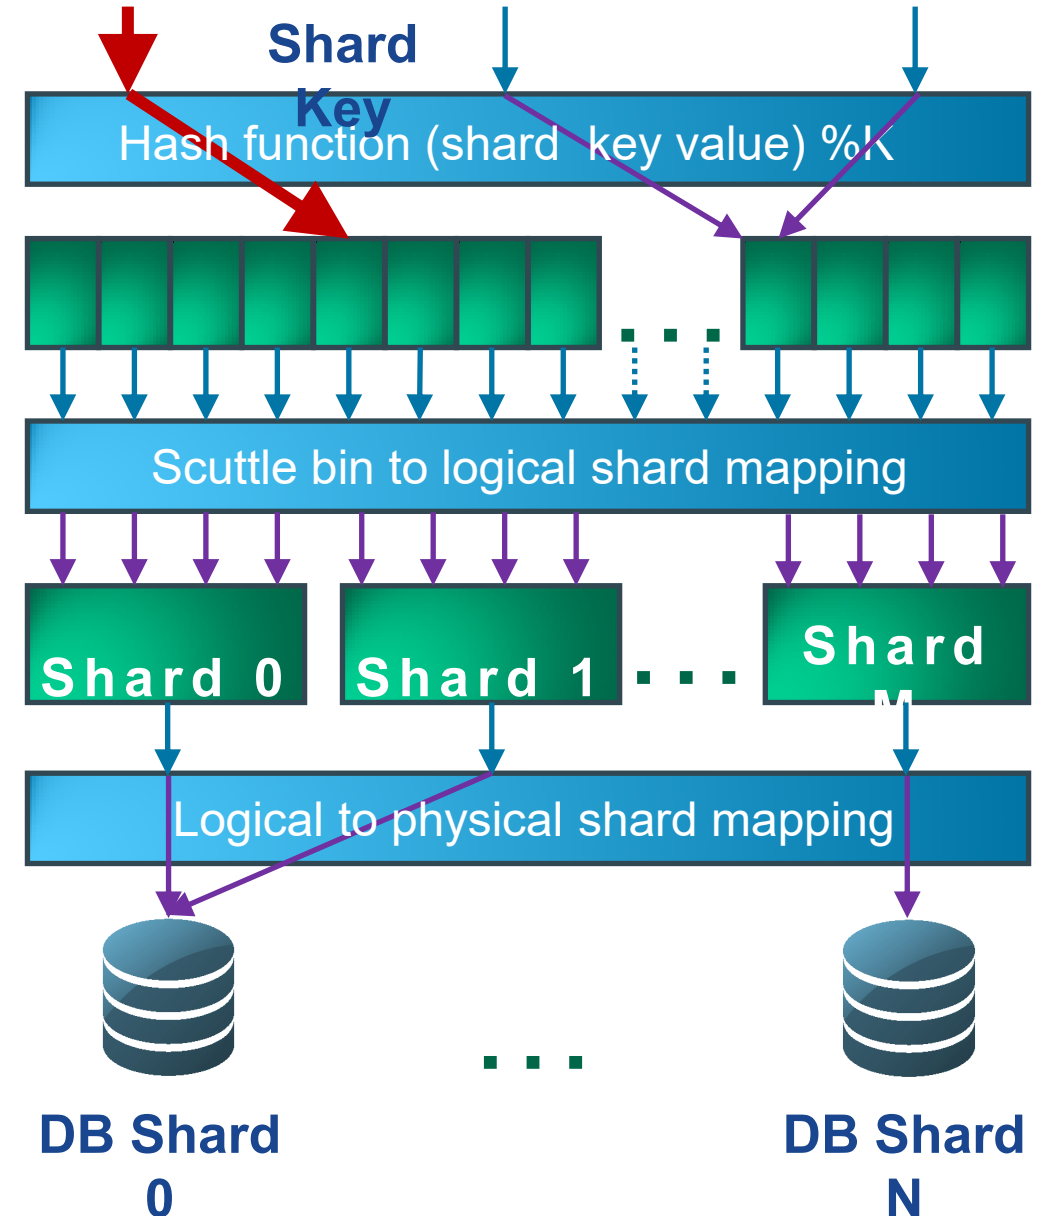 Shard
Key
Hash function (shard key value) %K
. . .
Scuttle bin to logical shard mapping
Shard 0
Shard 1
. . .
Shard
M
Logical to physical shard mapping
. . .
DB Shard
0
DB Shard
N